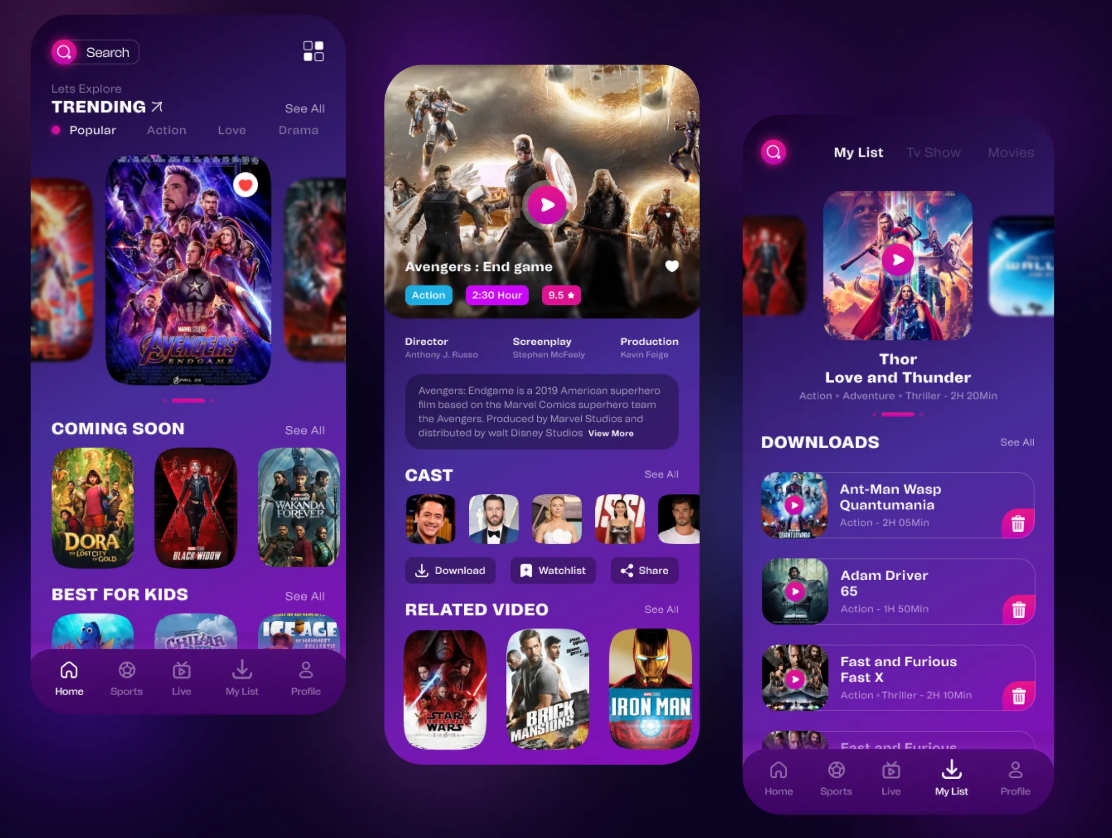 Search
Lets Explore
TRENDING
See All
Popular
Action
Love
Drama
MARVEL STUDIOS
AVENGERS
ENDGAME
APRIL 26
COMING SOON
See All
DORA
AND THE
LOST CITY
OF GOLD
BLACK WIDOW
WAKANDA
FOREVER
BEST FOR KIDS
See All
ICE AGE
Home
Sports
Live
My List
Profile
Avengers : End game
Action
2:30 Hour
9.5
Director
Screenplay
Production
Anthony J. Russo
Stephen McFeely
Kevin Feige
Avengers: Endgame is a 2019 American superhero
film based on the Marvel Comics superhero team
the Avengers. Produced by Marvel Studios and
distributed by walt Disney Studios View More
CAST
See All
Download
Watchlist
Share
RELATED VIDEO
See All
STAR
WARS
BRICK
MANSIONS
IRON MAN
My List
Tv Show
Movies
Thor
Love and Thunder
Action • Adventure • Thriller - 2H 20Min
DOWNLOADS
See All
QUANTUMANIA
Ant-Man Wasp
Quantumania
Action - 2H 05Min
Adam Driver
65
Action - 1H 50Min
Fast and Furious
Fast X
Action • Thriller - 2H 10Min
Fast and Furious
Home
Sports
Live
My List
Profile